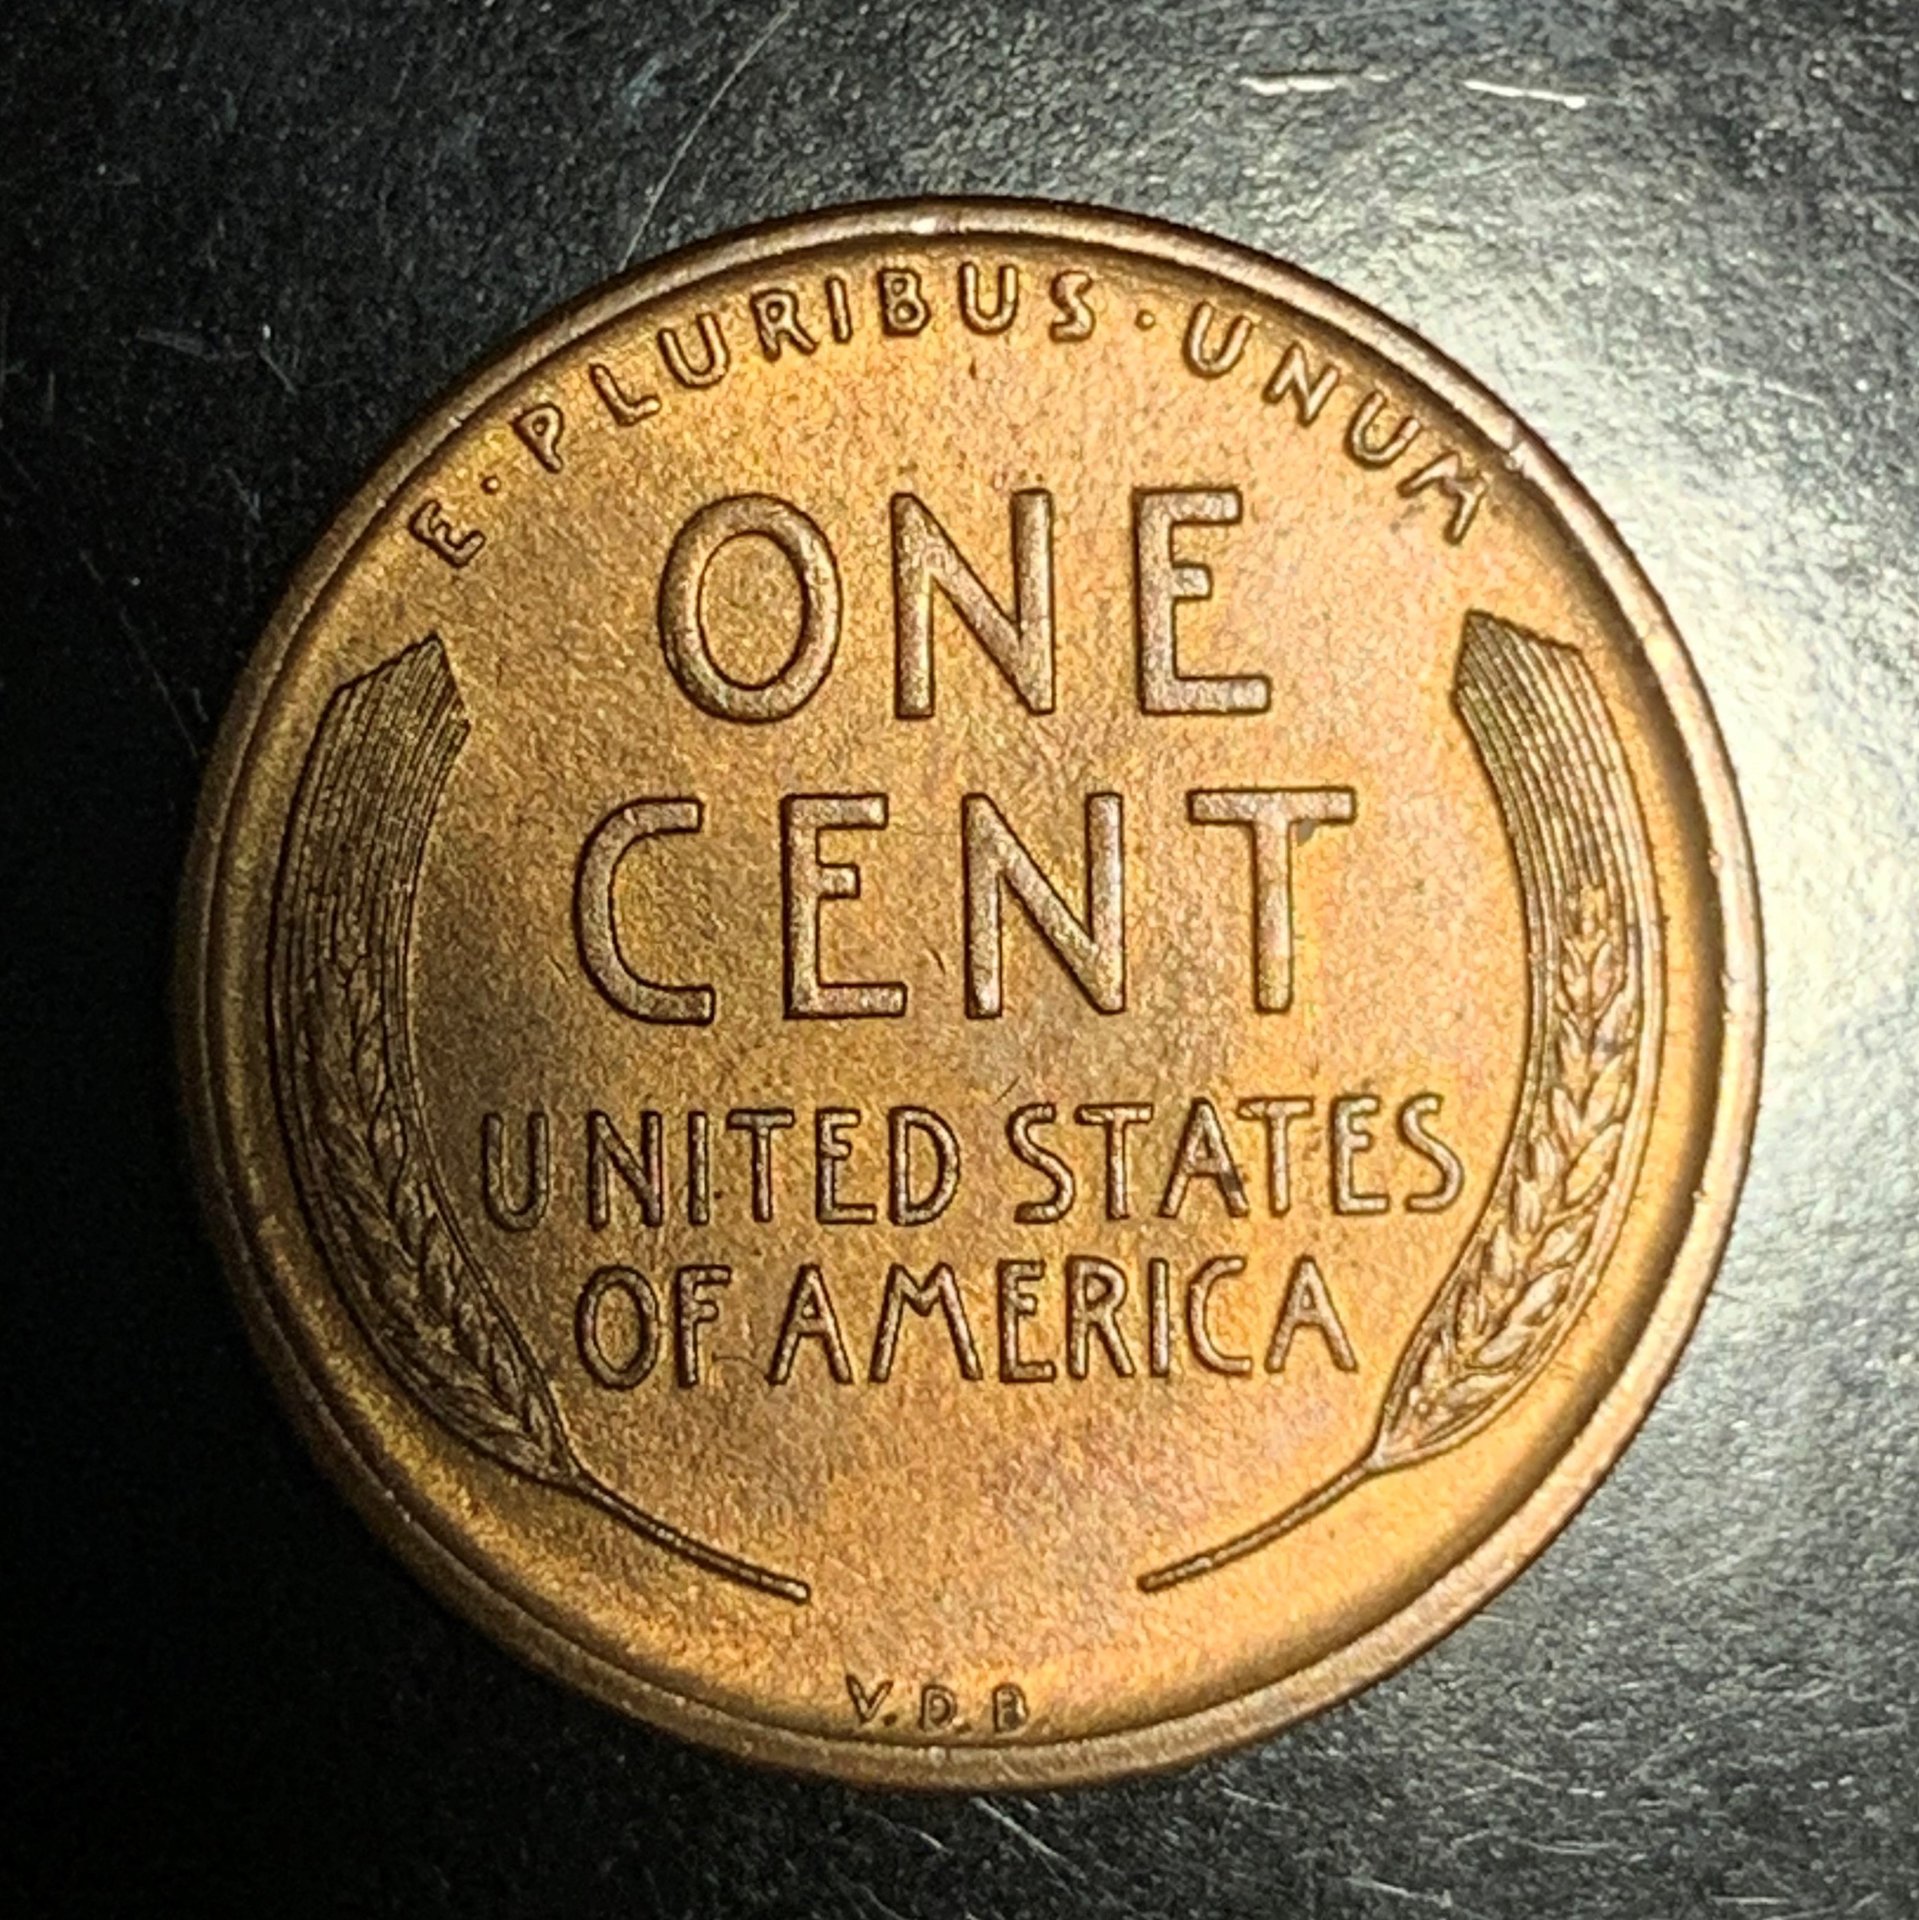 E·PLURIBUS·UNUM
ONE
CENT
UNITED STATES
OF AMERICA
V.D.B.